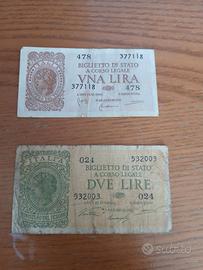 478 377118
BIGLIETTO DI STATO
A CORSO LEGALE
VNA LIRA
377118 478
ITALIA
024 532003
BIGLIETTO DI STATO
A CORSO LEGALE
DVE LIRE
532003 024
Subito